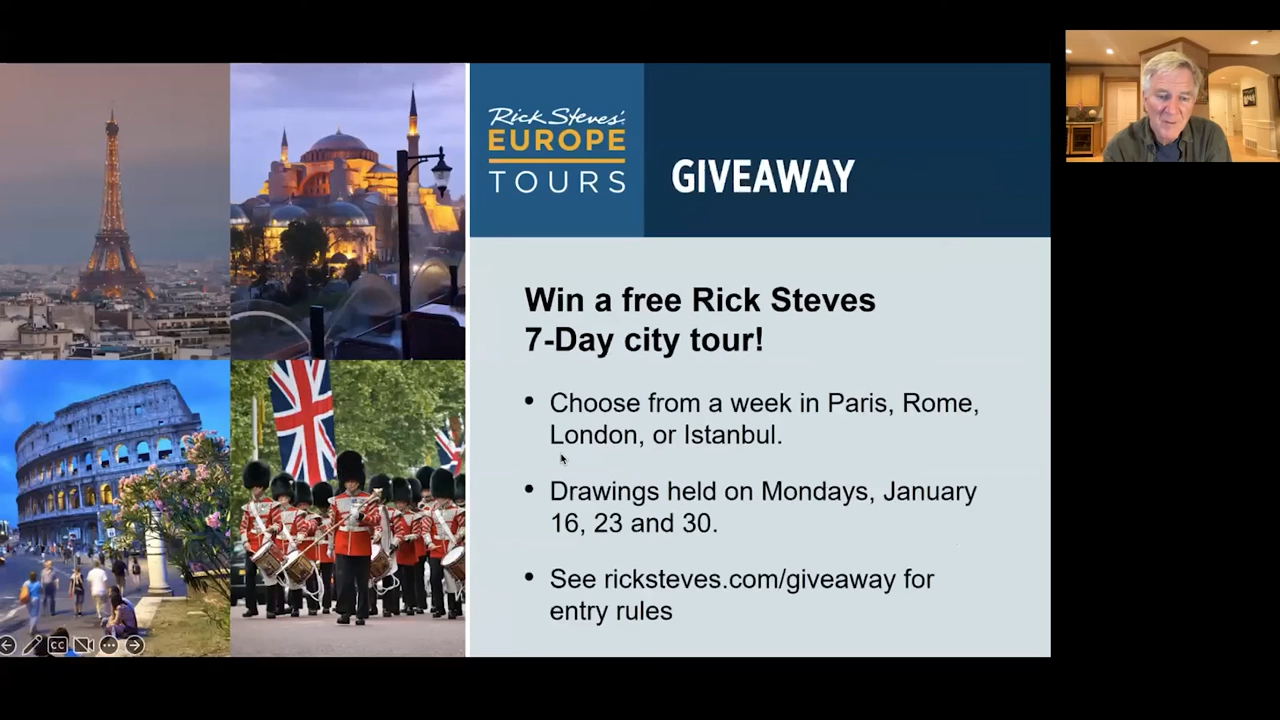 Rick Steves'
EUROPE
TOURS
GIVEAWAY
Win a free Rick Steves
7-Day city tour!
• Choose from a week in Paris, Rome,
London, or Istanbul.
• Drawings held on Mondays, January
16, 23 and 30.
• See ricksteves.com/giveaway for
entry rules
CC